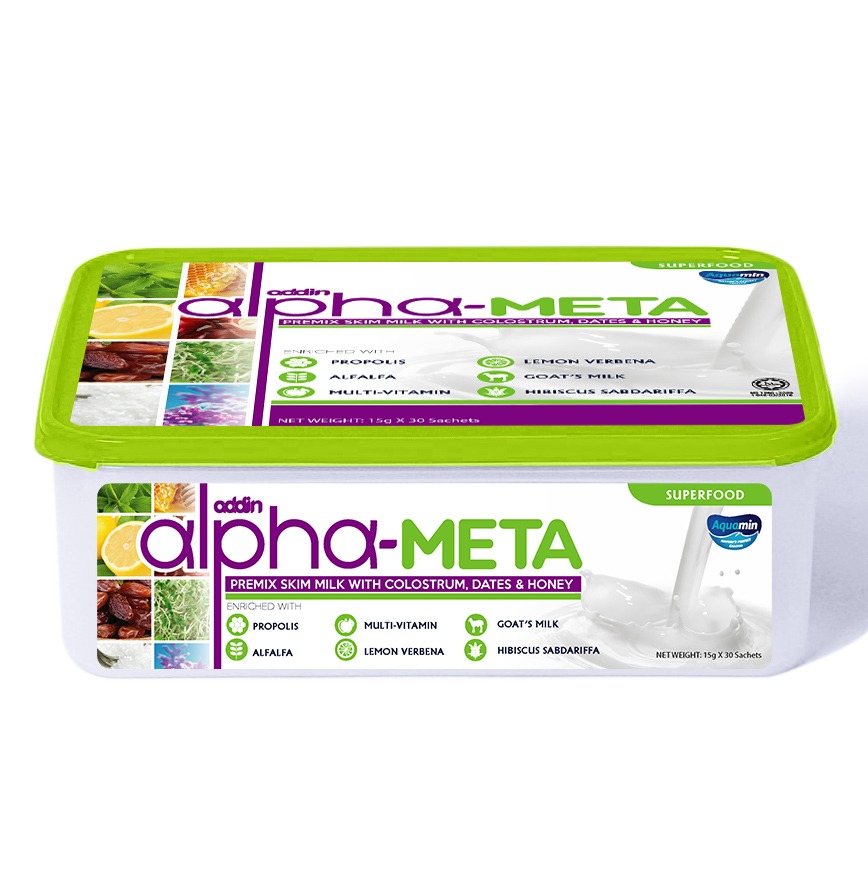 SUPERFOOD
Aquamin
addin
alpha-META
PREMIX SKIM MILK WITH COLOSTRUM, DATES & HONEY
ENRICHED WITH
PROPOLIS
LEMON VERBENA
ALFALFA
GOAT'S MILK
MULTI-VITAMIN
HIBISCUS SABDARIFFA
NET WEIGHT: 15g X 30 Sachets
SUPERFOOD
addin
alpha-META
Aquamin
PREMIX SKIM MILK WITH COLOSTRUM, DATES & HONEY
ENRICHED WITH
PROPOLIS
MULTI-VITAMIN
GOAT'S MILK
ALFALFA
LEMON VERBENA
HIBISCUS SABDARIFFA
NET WEIGHT: 15g X 30 Sachets